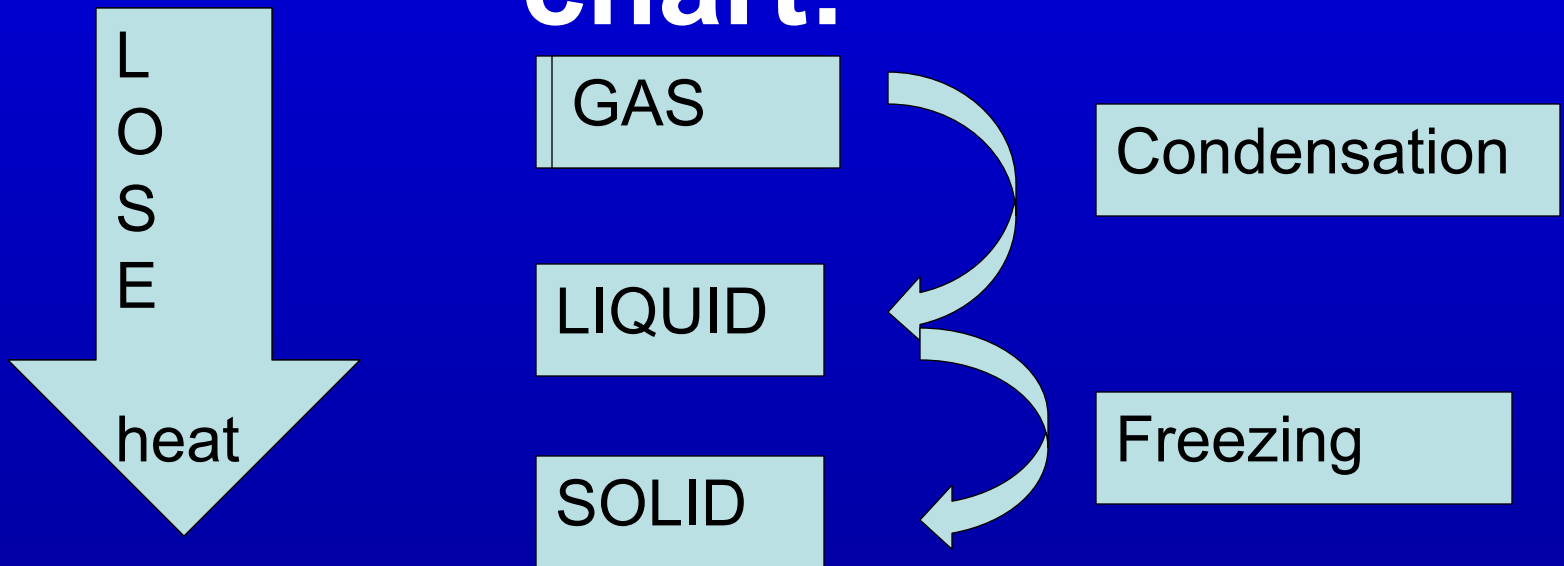 chart:
L
O
S
E
heat
GAS
Condensation
LIQUID
Freezing
SOLID